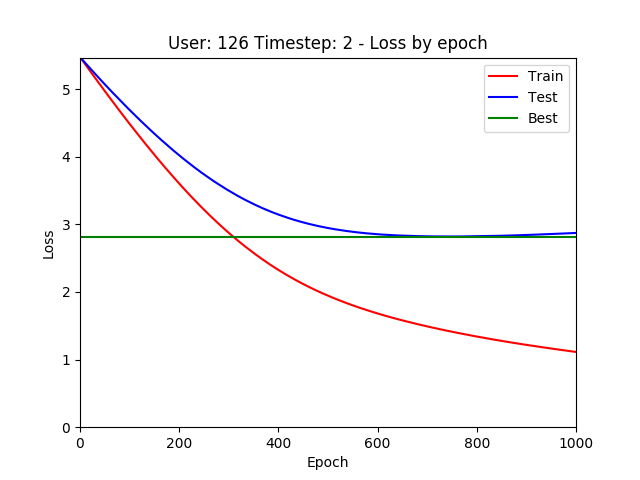 User: 126 Timestep: 2 - Loss by epoch
Train
Test
Best
Loss
5
4
3
2
1
0
0 200 400 600 800 1000
Epoch